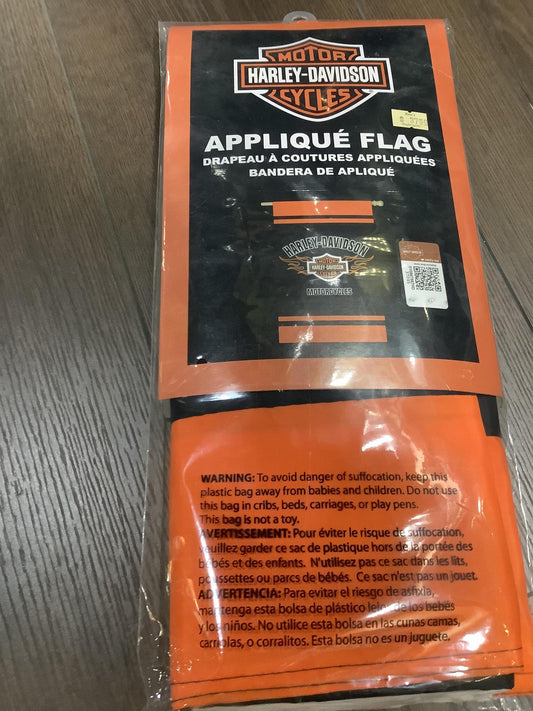 MOTOR
HARLEY-DAVIDSON
CYCLES
APPLIQUÉ FLAG
DRAPEAU À COUTURES APPLIQUÉES
BANDERA DE APLIQUÉ
HARLEY-DAVIDSON
MOTOR
HARLEY-DAVIDSON
CYCLES
MOTORCYCLES
WARNING: To avoid danger of suffocation, keep this
plastic bag away from babies and children. Do not use
this bag in cribs, beds, carriages, or play pens.
This bag is not a toy.
AVERTISSEMENT: Pour éviter le risque de suffocation,
veuillez garder ce sac de plastique hors de la portée des
bébés et des enfants. N'utilisez pas ce sac dans les lits,
poussettes ou parcs de bébés. Ce sac n'est pas un jouet.
ADVERTENCIA: Para evitar el riesgo de asfixia,
mantenga esta bolsa de plástico lejos de los bebés
y los niños. No utilice esta bolsa en las cunas camas,
carriolas, o corralitos. Esta bolsa no es un juguete.